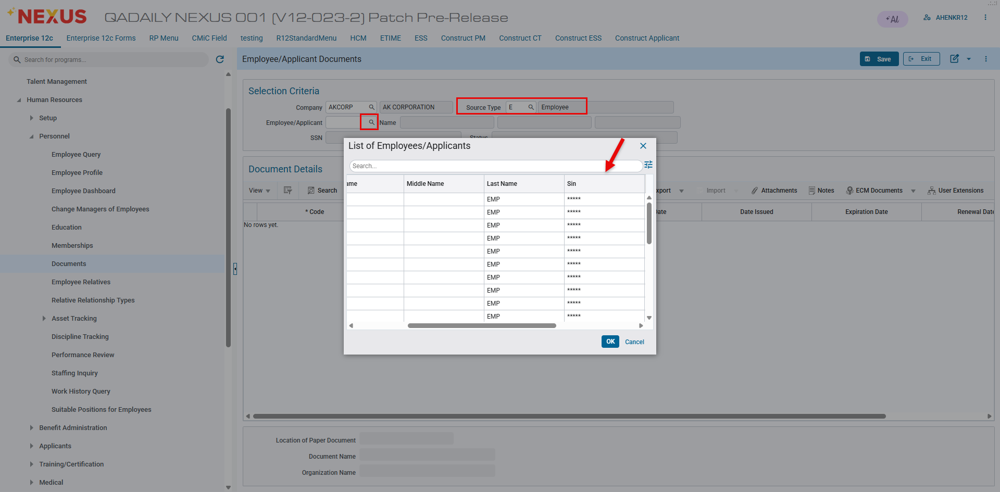 NEXUS QADAILY NEXUS 001 (V12-023-2) Patch Pre-Release AI AHENKR12
Enterprise 12c Enterprise 12c Forms RP Menu CMiC Field testing R12StandardMenu HCM ETIME ESS Construct PM Construct CT Construct ESS Construct Applicant
Search for programs...
Talent Management
Human Resources
Setup
Personnel
Employee Query
Employee Profile
Employee Dashboard
Change Managers of Employees
Education
Memberships
Documents
Employee Relatives
Relative Relationship Types
Asset Tracking
Discipline Tracking
Performance Review
Staffing Inquiry
Work History Query
Suitable Positions for Employees
Benefit Administration
Applicants
Training/Certification
Medical
Employee/Applicant Documents Save Exit
Selection Criteria
Company AKCORP AK CORPORATION Source Type E Employee
Employee/Applicant Name
SSN Status
Document Details
View Search xport Import Attachments Notes ECM Documents User Extensions
* Code Date Date Issued Expiration Date Renewal Date
No rows yet.
List of Employees/Applicants
Search...
ame Middle Name Last Name Sin
EMP *****
EMP *****
EMP *****
EMP *****
EMP *****
EMP *****
EMP *****
EMP *****
EMP *****
EMP *****
OK Cancel
Location of Paper Document
Document Name
Organization Name